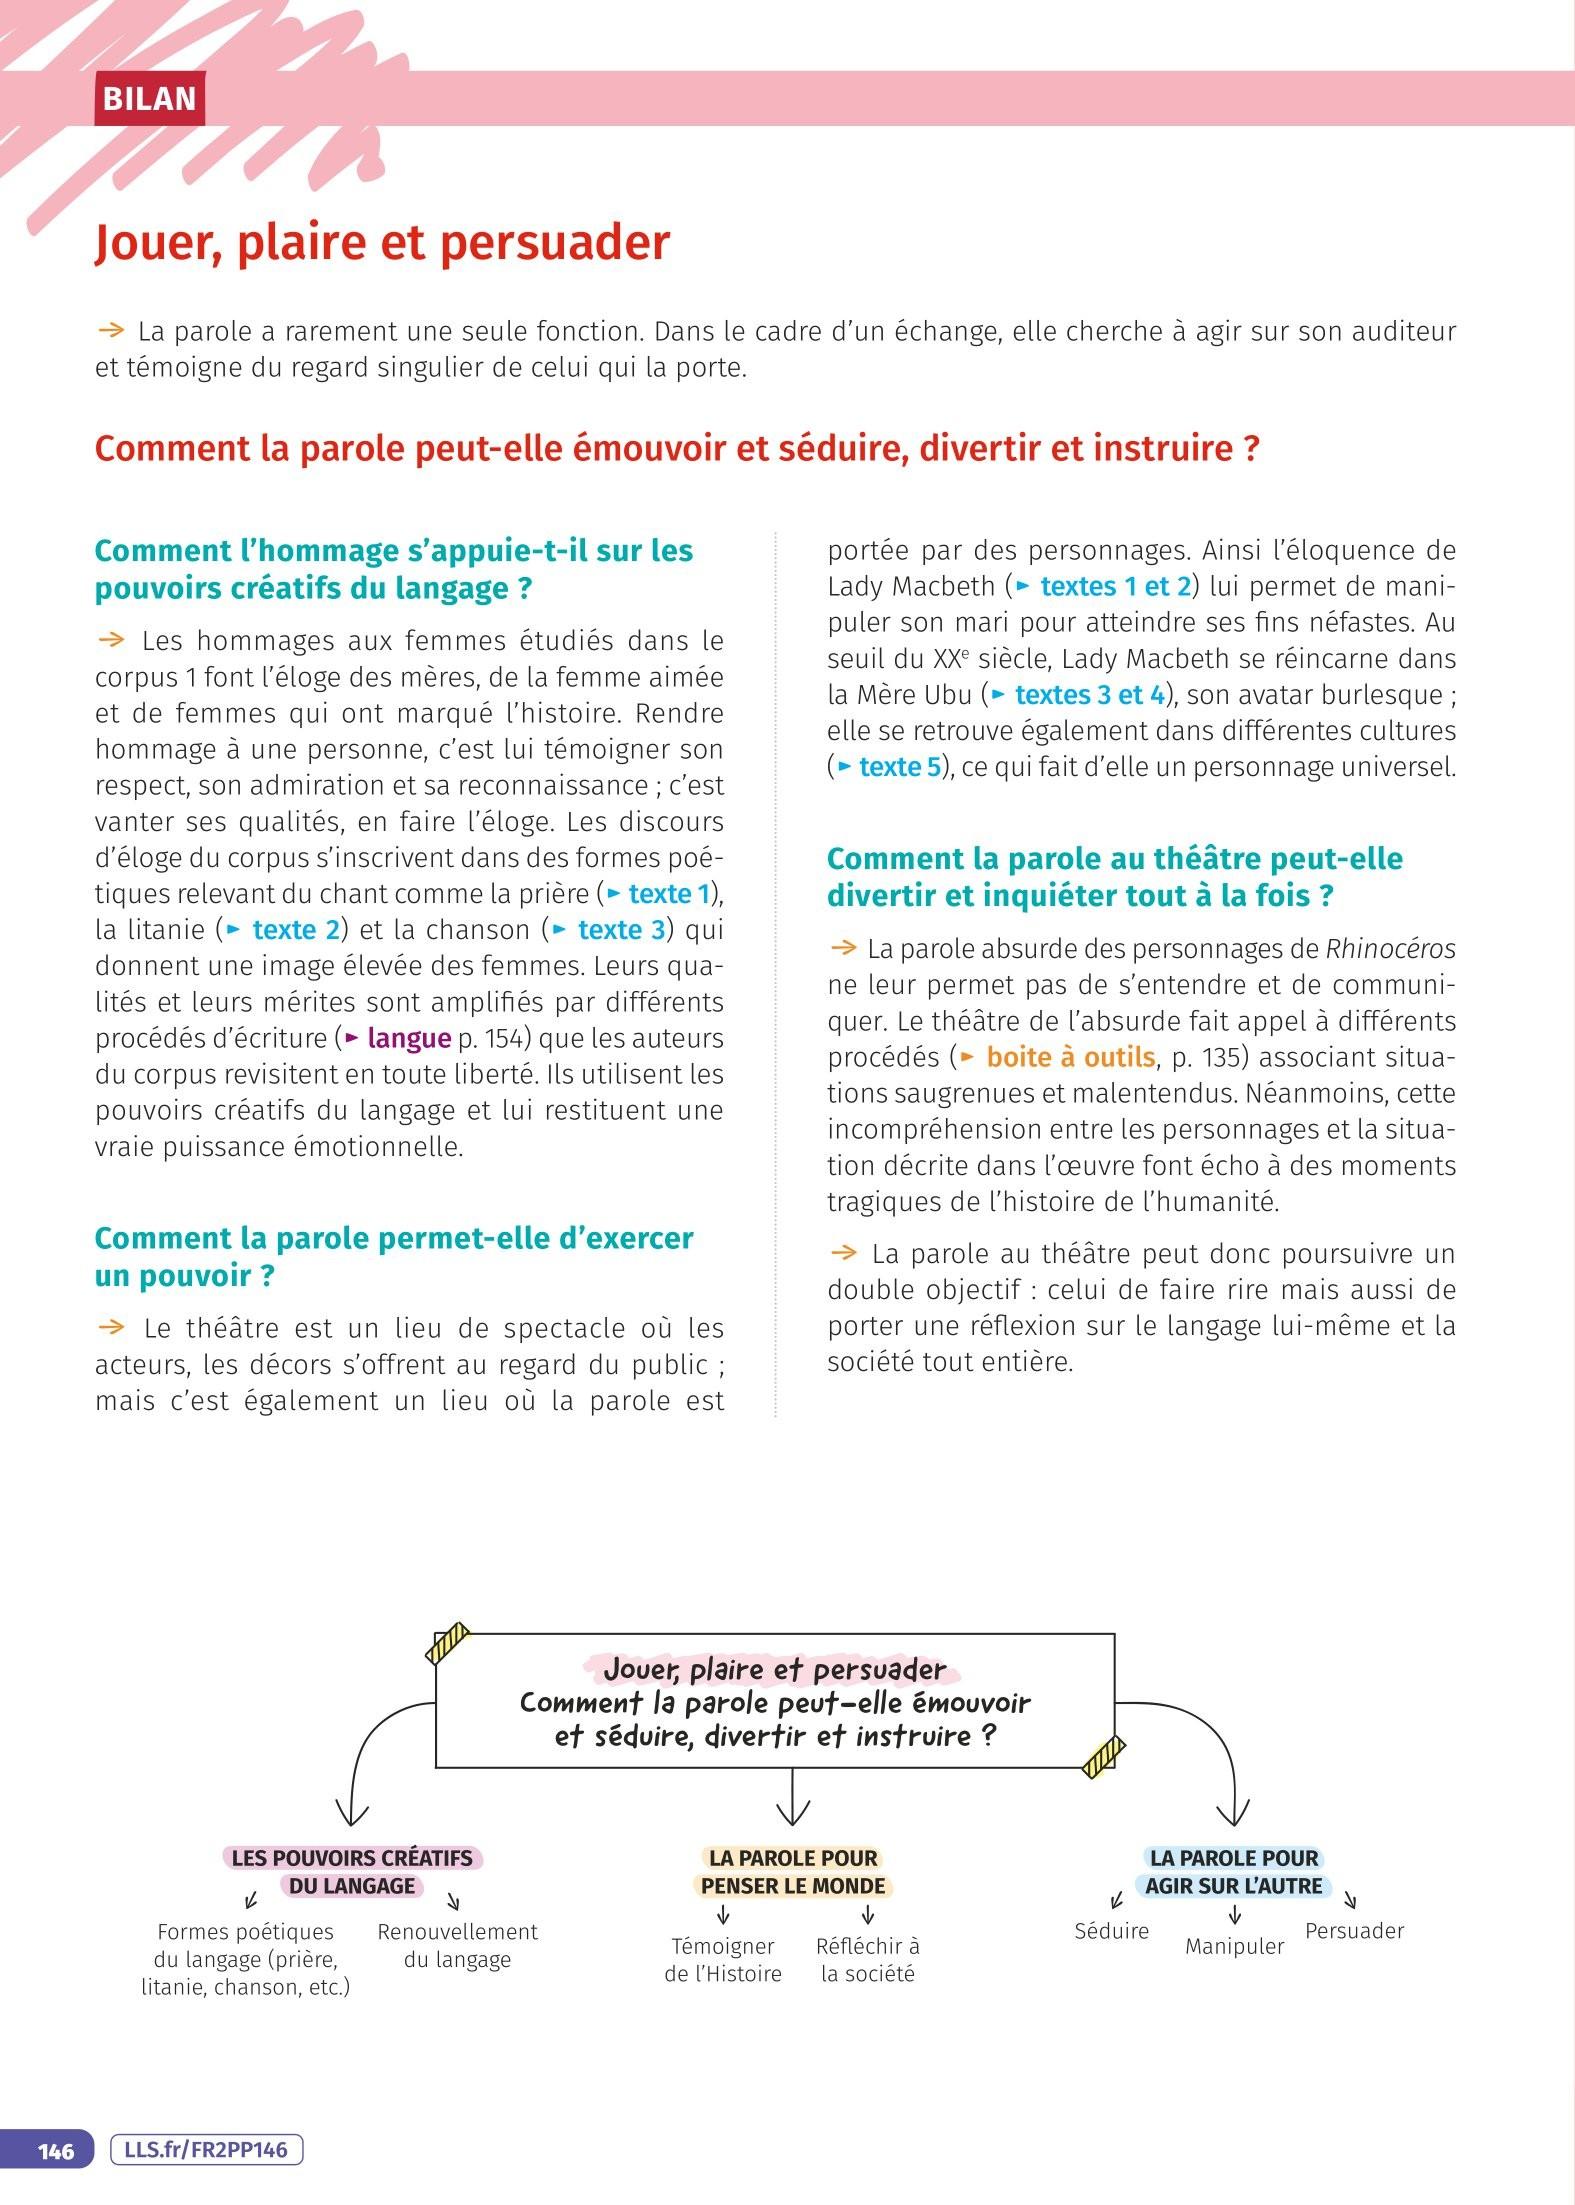 BILAN
Jouer, plaire et persuader
→ La parole a rarement une seule fonction. Dans le cadre d’un échange, elle cherche à agir sur son auditeur
et témoigne du regard singulier de celui qui la porte.
Comment la parole peut-elle émouvoir et séduire, divertir et instruire ?
Comment l’hommage s’appuie-t-il sur les
pouvoirs créatifs du langage ?
→ Les hommages aux femmes étudiés dans le
corpus 1 font l’éloge des mères, de la femme aimée
et de femmes qui ont marqué l’histoire. Rendre
hommage à une personne, c’est lui témoigner son
respect, son admiration et sa reconnaissance ; c’est
vanter ses qualités, en faire l’éloge. Les discours
d’éloge du corpus s’inscrivent dans des formes poé-
tiques relevant du chant comme la prière (► texte 1),
la litanie (► texte 2) et la chanson (► texte 3) qui
donnent une image élevée des femmes. Leurs qua-
lités et leurs mérites sont amplifiés par différents
procédés d’écriture (► langue p. 154) que les auteurs
du corpus revisitent en toute liberté. Ils utilisent les
pouvoirs créatifs du langage et lui restituent une
vraie puissance émotionnelle.
Comment la parole permet-elle d’exercer
un pouvoir ?
→ Le théâtre est un lieu de spectacle où les
acteurs, les décors s’offrent au regard du public ;
mais c’est également un lieu où la parole est
portée par des personnages. Ainsi l’éloquence de
Lady Macbeth (► textes 1 et 2) lui permet de mani-
puler son mari pour atteindre ses fins néfastes. Au
seuil du XXe siècle, Lady Macbeth se réincarne dans
la Mère Ubu (► textes 3 et 4), son avatar burlesque ;
elle se retrouve également dans différentes cultures
(► texte 5), ce qui fait d’elle un personnage universel.
Comment la parole au théâtre peut-elle
divertir et inquiéter tout à la fois ?
→ La parole absurde des personnages de Rhinocéros
ne leur permet pas de s’entendre et de communi-
quer. Le théâtre de l’absurde fait appel à différents
procédés (► boite à outils, p. 135) associant situa-
tions saugrenues et malentendus. Néanmoins, cette
incompréhension entre les personnages et la situa-
tion décrite dans l’œuvre font écho à des moments
tragiques de l’histoire de l’humanité.
→ La parole au théâtre peut donc poursuivre un
double objectif : celui de faire rire mais aussi de
porter une réflexion sur le langage lui-même et la
société tout entière.
Jouer, plaire et persuader
Comment la parole peut-elle émouvoir
et séduire, divertir et instruire ?
LES POUVOIRS CRÉATIFS
DU LANGAGE
Formes poétiques
du langage (prière,
litanie, chanson, etc.)
Renouvellement
du langage
LA PAROLE POUR
PENSER LE MONDE
Témoigner
de l’Histoire
Réfléchir à
la société
LA PAROLE POUR
AGIR SUR L’AUTRE
Séduire
Manipuler
Persuader
146
LLS.fr/FR2PP146